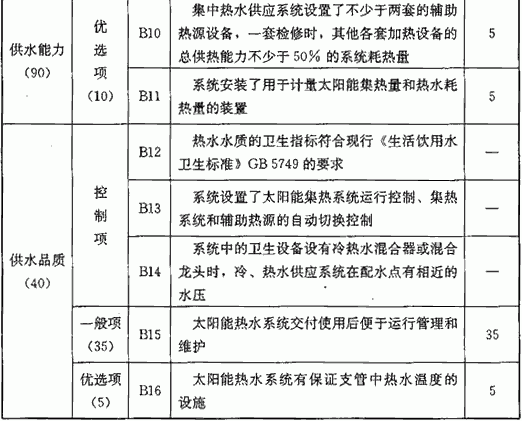 供水能力
(90)
优
选
项
(10)
B10
集中热水供应系统设置了不少于两套的辅助
热源设备，一套检修时，其他各套加热设备的
总供热能力不少于50%的系统耗热量
5
B11
系统安装了用于计量太阳能集热量和热水耗
热量的装置
5
供水品质
(40)
控
制
项
B12
热水水质的卫生指标符合现行《生活饮用水
卫生标准》GB 5749的要求
—
B13
系统设置了太阳能集热系统运行控制、集热
系统和辅助热源的自动切换控制
—
B14
系统中的卫生设备设有冷热水混合器或混合
龙头时，冷、热水供应系统在配水点有相近的
水压
—
一般项
(35)
B15
太阳能热水系统交付使用后便于运行管理和
维护
35
优选项
(5)
B16
太阳能热水系统有保证支管中热水温度的
设施
5